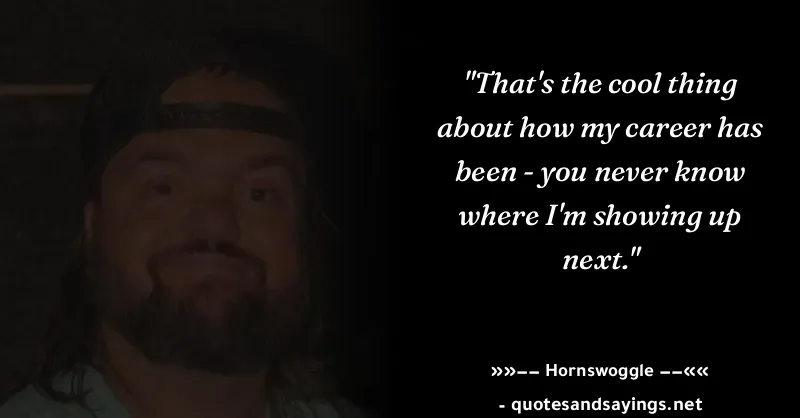 "That's the cool thing
about how my career has
been - you never know
where I'm showing up
next."
»»−− Hornswoggle −−««
- quotesandsayings.net